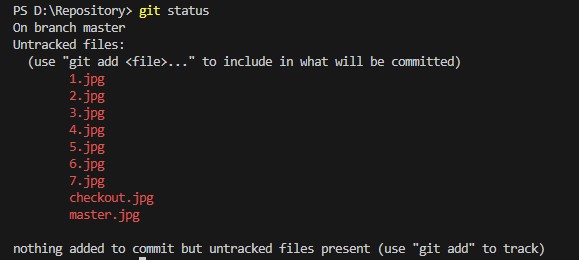 PS D:\Repository> git status
On branch master
Untracked files:
  (use "git add <file>..." to include in what will be committed)
        1.jpg
        2.jpg
        3.jpg
        4.jpg
        5.jpg
        6.jpg
        7.jpg
        checkout.jpg
        master.jpg

nothing added to commit but untracked files present (use "git add" to track)